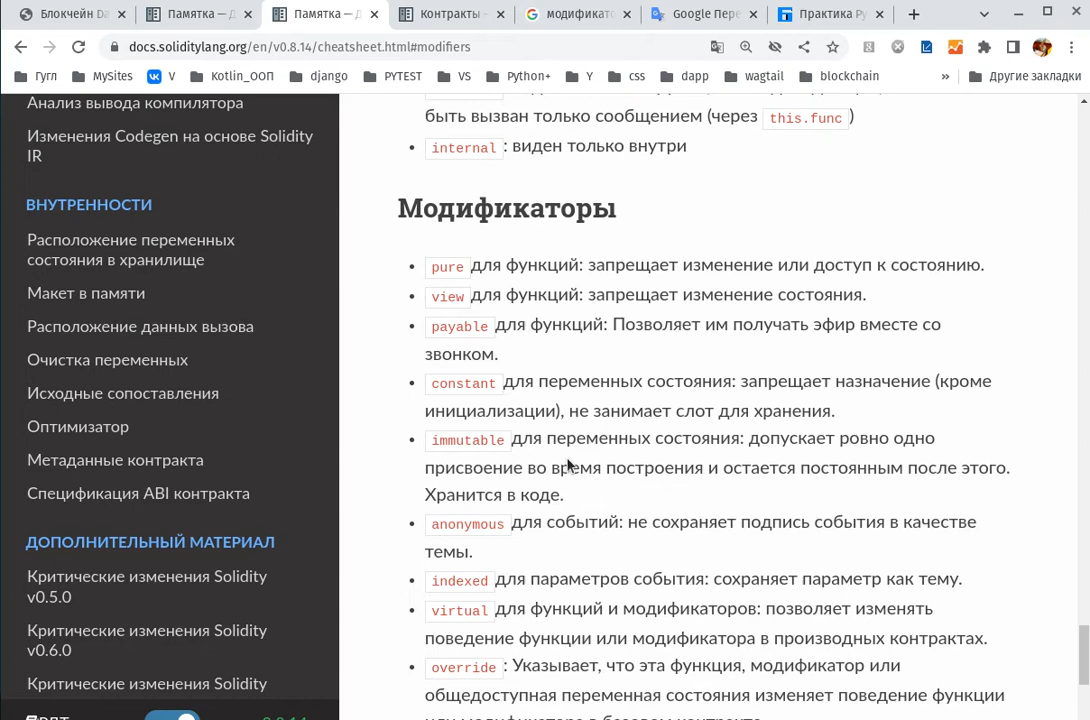 Блокчейн Da
Памятка — Д
Памятка — Д
Контракты —
модификато
Google Пере
Практика Ру
docs.soliditylang.org/en/v0.8.14/cheatsheet.html#modifiers
Гугл
MySites
V
Kotlin_ООП
django
PYTEST
VS
Python+
Y
css
dapp
wagtail
blockchain
»
Другие закладки
Анализ вывода компилятора
Изменения Codegen на основе Solidity
IR
ВНУТРЕННОСТИ
Расположение переменных
состояния в хранилище
Макет в памяти
Расположение данных вызова
Очистка переменных
Исходные сопоставления
Оптимизатор
Метаданные контракта
Спецификация ABI контракта
ДОПОЛНИТЕЛЬНЫЙ МАТЕРИАЛ
Критические изменения Solidity
v0.5.0
Критические изменения Solidity
v0.6.0
Критические изменения Solidity
быть вызван только сообщением (через this.func )
• internal : виден только внутри
Модификаторы
• pure для функций: запрещает изменение или доступ к состоянию.
• view для функций: запрещает изменение состояния.
• payable для функций: Позволяет им получать эфир вместе со
звонком.
• constant для переменных состояния: запрещает назначение (кроме
инициализации), не занимает слот для хранения.
• immutable для переменных состояния: допускает ровно одно
присвоение во время построения и остается постоянным после этого.
Хранится в коде.
• anonymous для событий: не сохраняет подпись события в качестве
темы.
• indexed для параметров события: сохраняет параметр как тему.
• virtual для функций и модификаторов: позволяет изменять
поведение функции или модификатора в производных контрактах.
• override : Указывает, что эта функция, модификатор или
общедоступная переменная состояния изменяет поведение функции